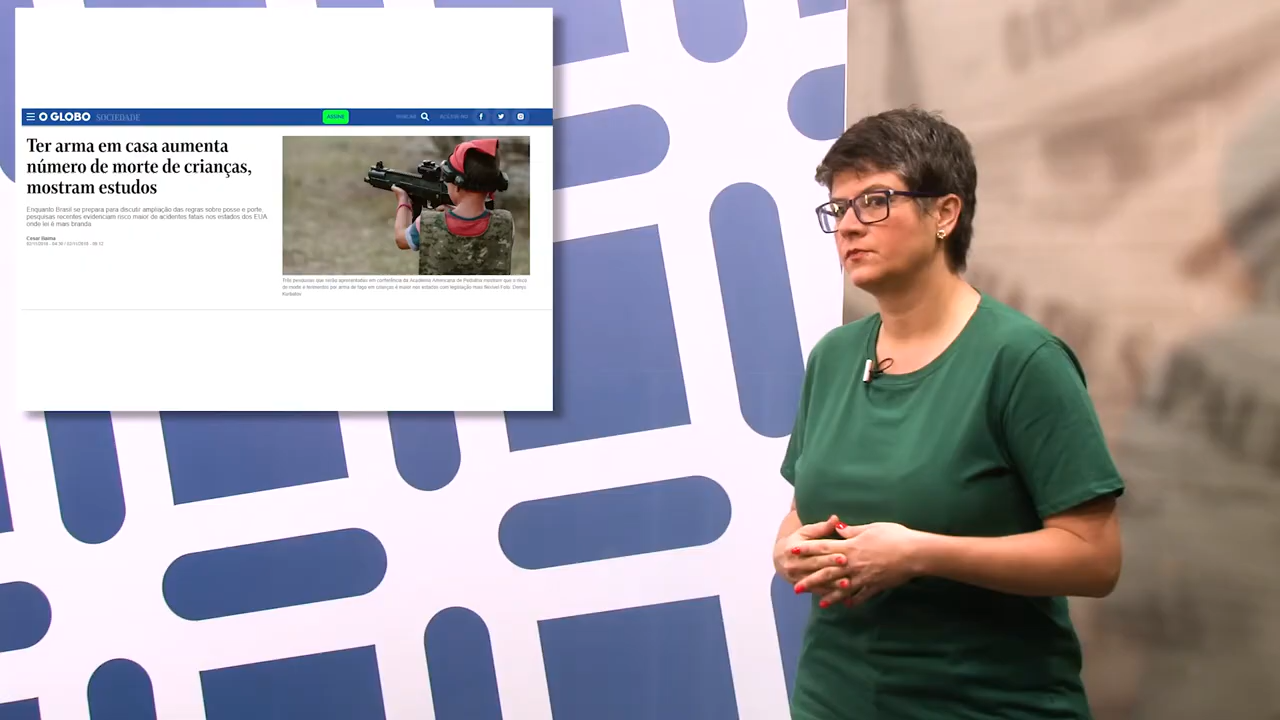 O GLOBO SOCIEDADE
ASSINE
Ter arma em casa aumenta
número de morte de crianças,
mostram estudos
Enquanto Brasil se prepara para discutir ampliação das regras sobre posse e porte,
pesquisas recentes evidenciam risco maior de acidentes fatais nos estados dos EUA
onde lei é mais branda